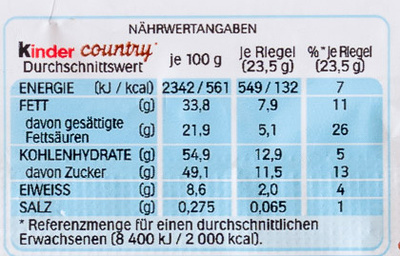 NÄHRWERTANGABEN
Kinder country
Durchschnittswert je 100 g Je Riegel (23,5 g) %*Je Riegel (23,5 g)
ENERGIE (kJ / kcal) 2342 / 561 549 / 132 7
FETT (g) 33,8 7,9 11
davon gesättigte
Fettsäuren (g) 21,9 5,1 26
KOHLENHYDRATE (g) 54,9 12,9 5
davon Zucker (g) 49,1 11,5 13
EIWEISS (g) 8,6 2,0 4
SALZ (g) 0,275 0,065 1
* Referenzmenge für einen durchschnittlichen
Erwachsenen (8 400 kJ / 2 000 kcal).